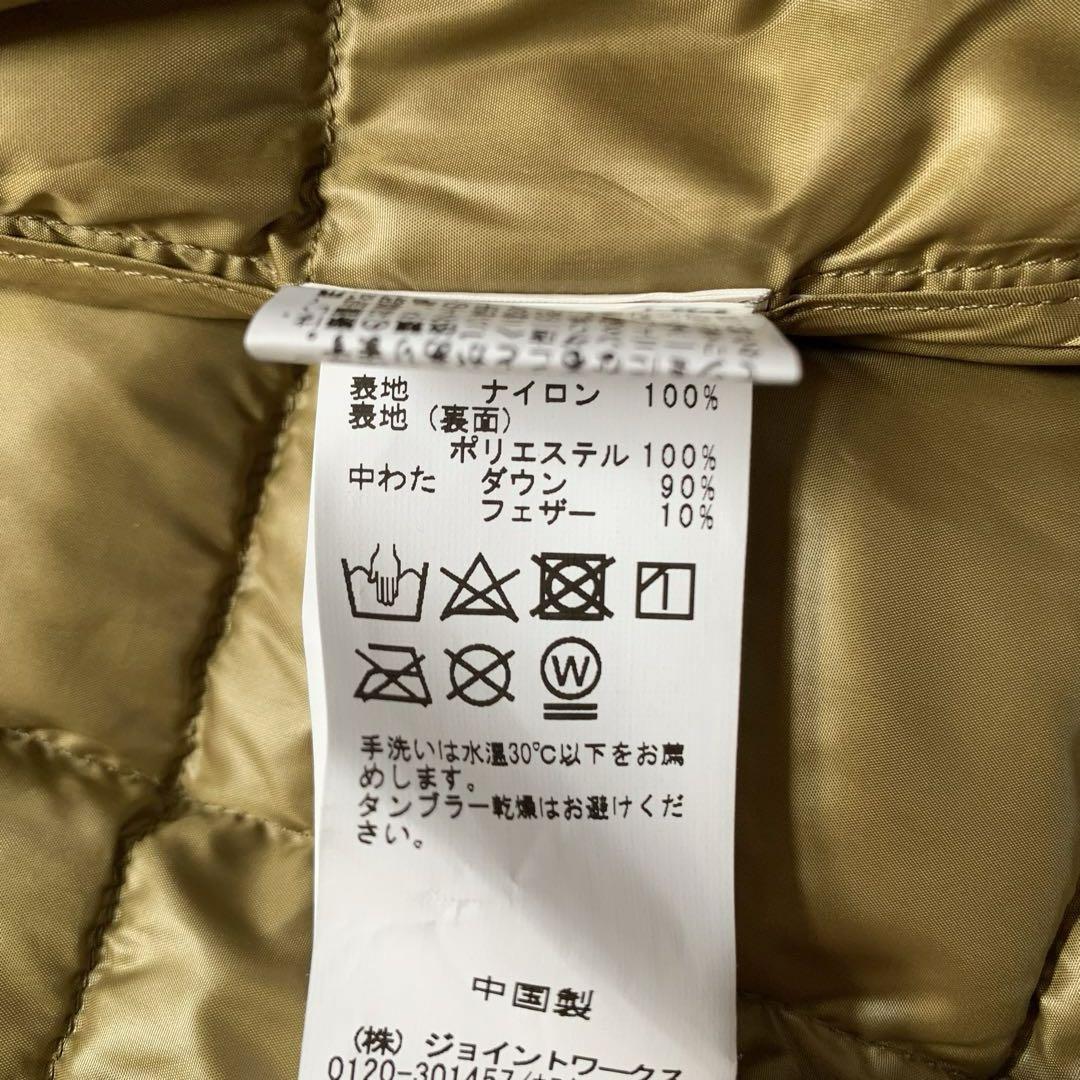 表地 ナイロン 100%
表地(裏面)
ポリエステル 100%
中わた ダウン 90%
フェザー 10%
W
手洗いは水温30℃以下をお薦
めします。
タンブラー乾燥はお避けくだ
さい。
中国製
(株) ジョイントワークス
0120-301457